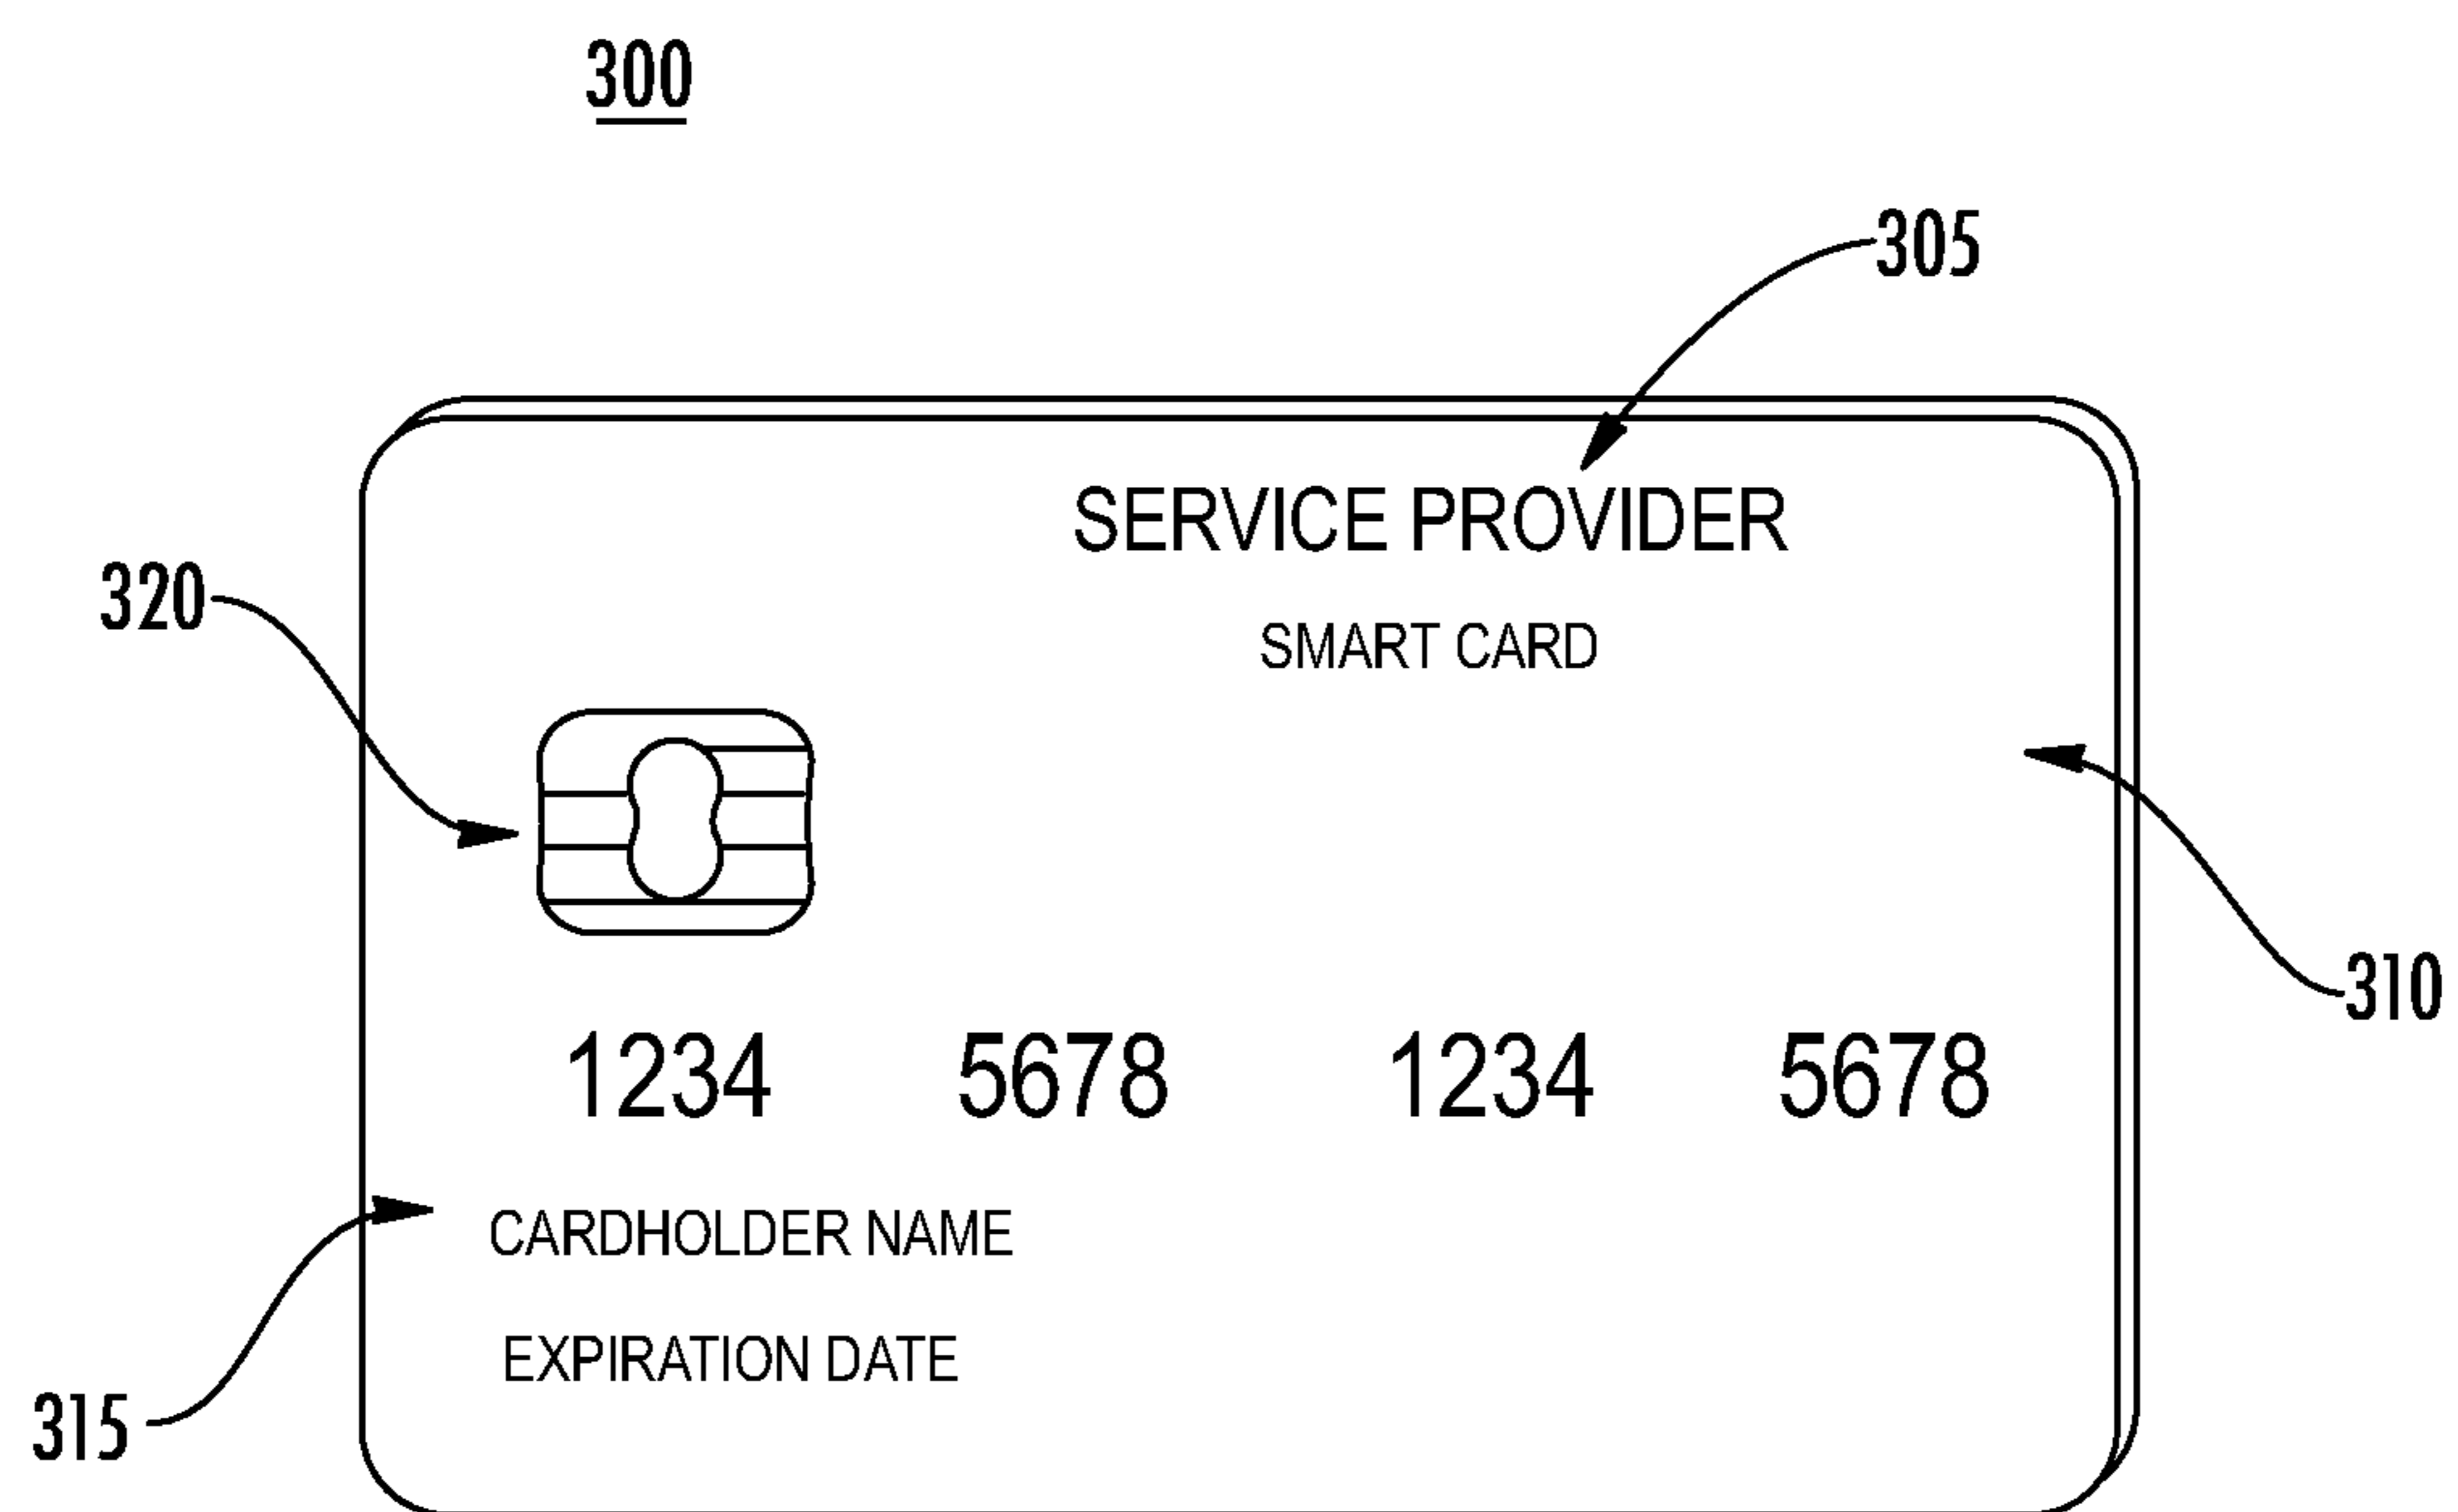 300
305
SERVICE PROVIDER
320
SMART CARD
310
1234 5678 1234 5678
CARDHOLDER NAME
EXPIRATION DATE
315